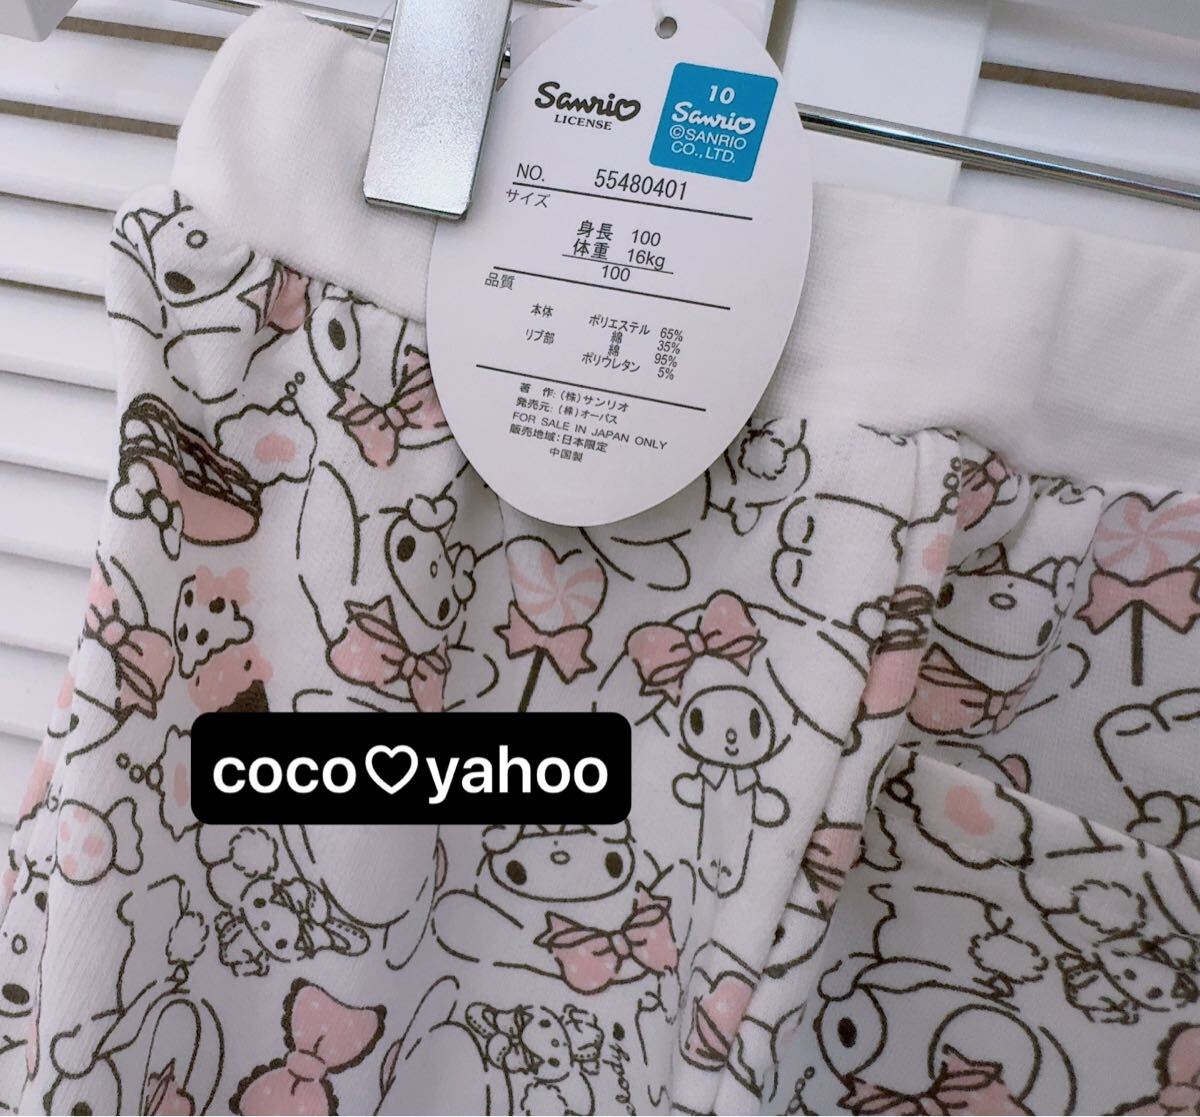 Sanrio
LICENSE
10
Sanrio
©SANRIO
CO.,LTD.
NO. 55480401
サイズ
身長 100
体重 16kg
100
品質
本体 ポリエステル 65%
綿 35%
リブ部 綿 95%
ポリウレタン 5%
著 作:(株)サンリオ
発売元:(株)オーパス
FOR SALE IN JAPAN ONLY
販売地域:日本限定
中国製
coco♡yahoo